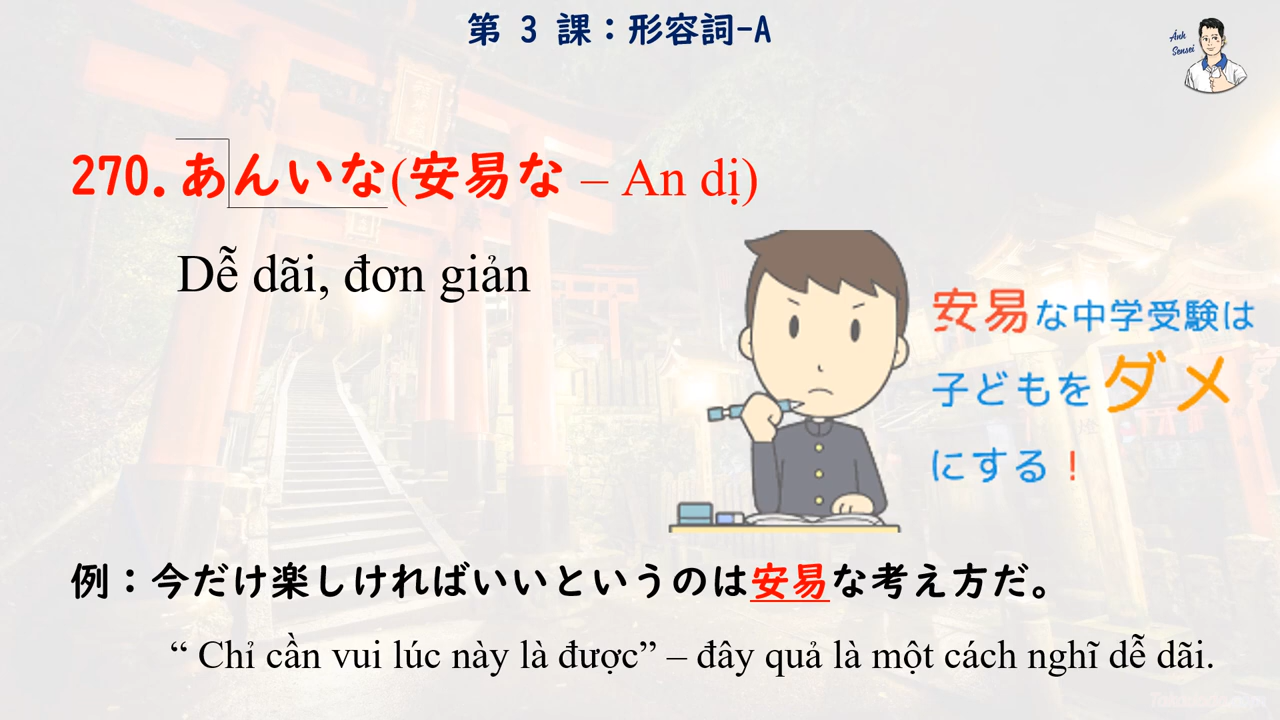 第 3 課：形容詞-A
Ánh
Sensei
270. あんいな(安易な – An dị)
Dễ dãi, đơn giản
安易な中学受験は
子どもをダメ
にする！
例：今だけ楽しければいいというのは安易な考え方だ。
“ Chỉ cần vui lúc này là được” – đây quả là một cách nghĩ dễ dãi.